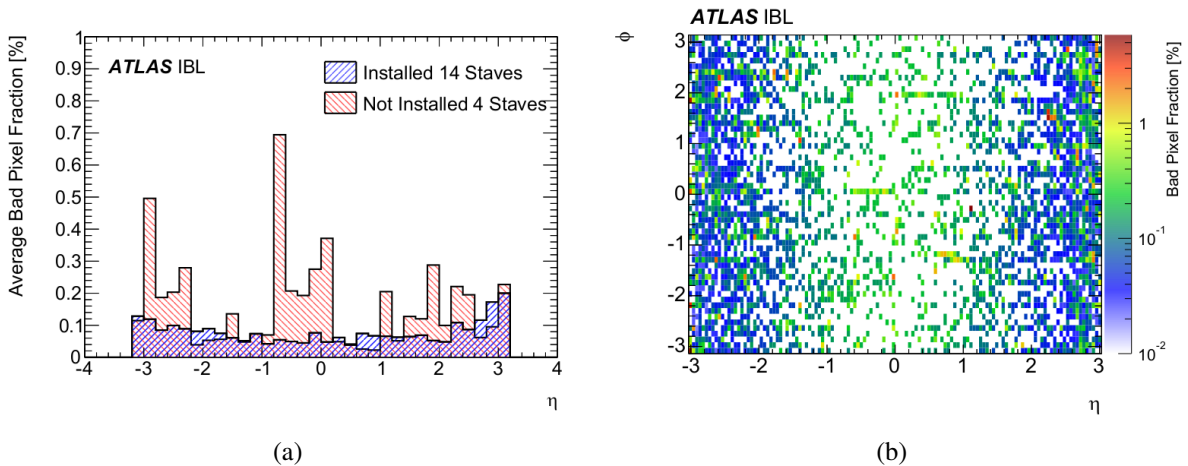 ATLAS IBL
Installed 14 Staves
Not Installed 4 Staves
Average Bad Pixel Fraction [%]
1
0.9
0.8
0.7
0.6
0.5
0.4
0.3
0.2
0.1
0
-4 -3 -2 -1 0 1 2 3 4
η
(a)
ATLAS IBL
ϕ
3
2
1
0
-1
-2
-3
-3 -2 -1 0 1 2 3
η
Bad Pixel Fraction [%]
1
10⁻¹
10⁻²
(b)